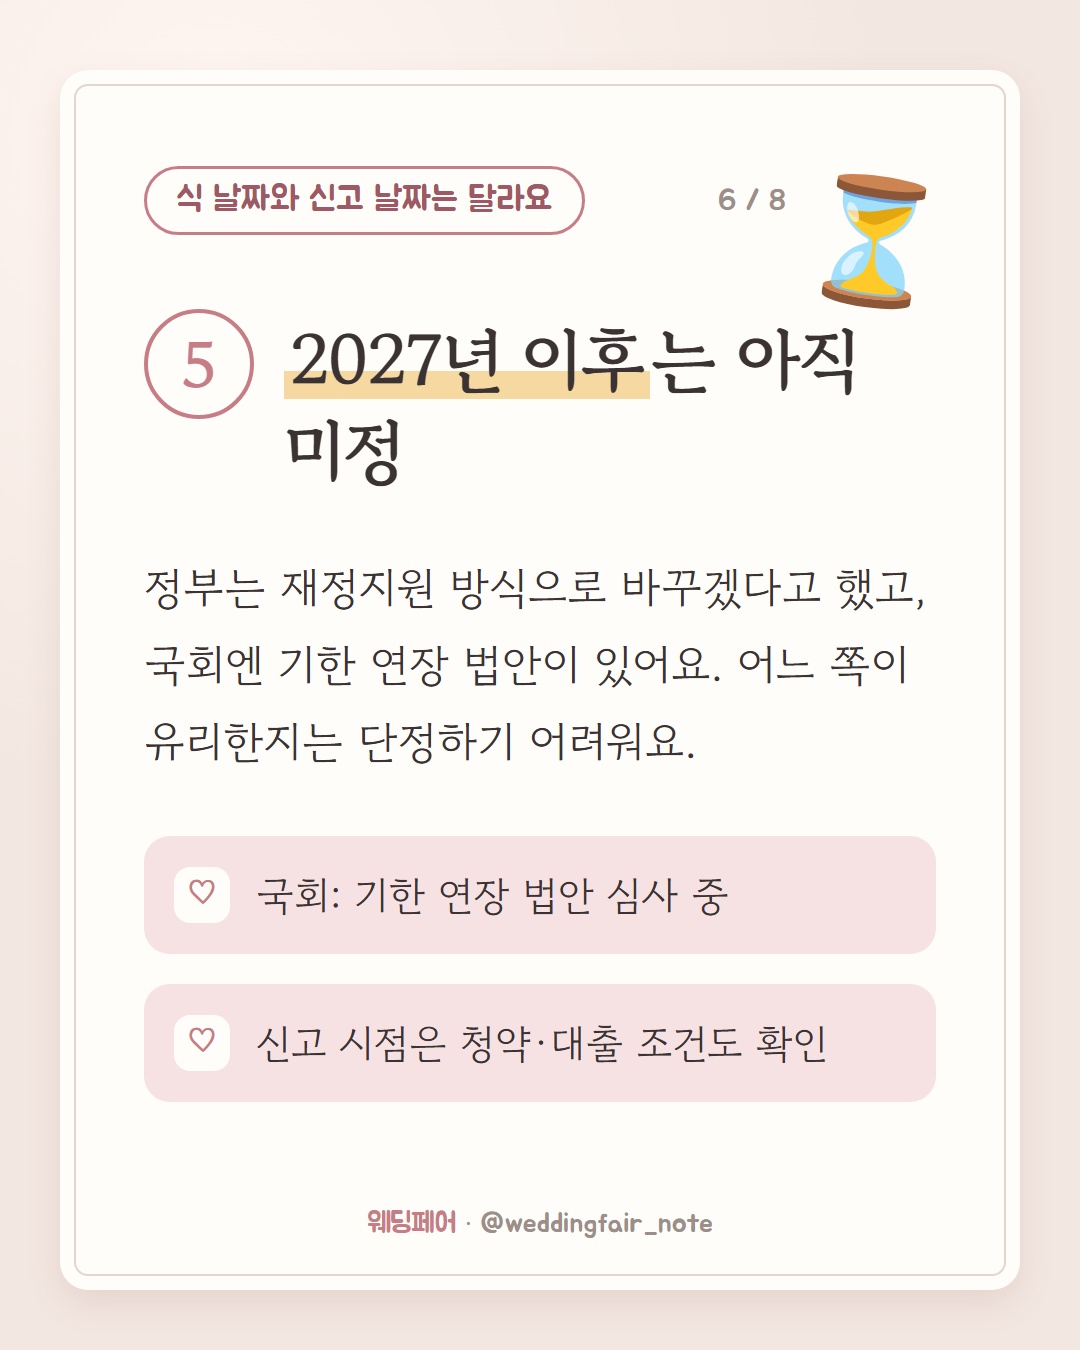 식 날짜와 신고 날짜는 달라요
6 / 8
5
2027년 이후는 아직
미정
정부는 재정지원 방식으로 바꾸겠다고 했고,
국회엔 기한 연장 법안이 있어요. 어느 쪽이
유리한지는 단정하기 어려워요.
♡ 국회: 기한 연장 법안 심사 중
♡ 신고 시점은 청약·대출 조건도 확인
웨딩페어 · @weddingfair_note